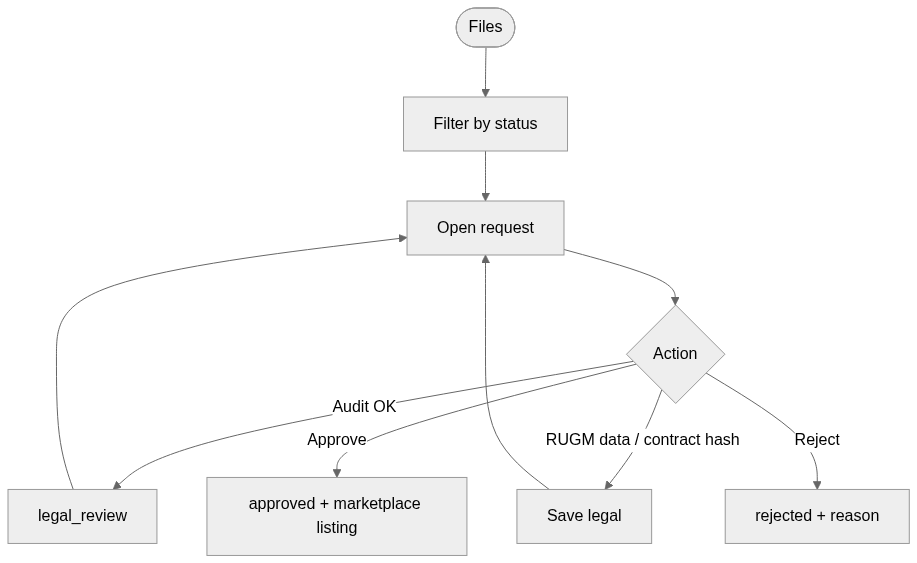 Files
Filter by status
Open request
Action
Audit OK
Approve
RUGM data / contract hash
Reject
legal_review
approved + marketplace
listing
Save legal
rejected + reason